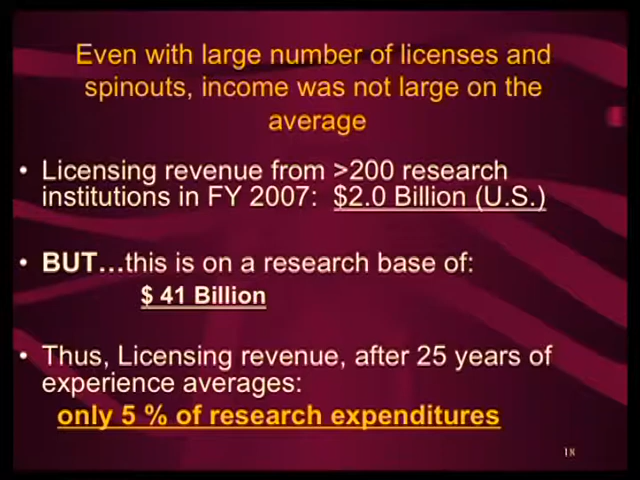 Even with large number of licenses and
spinouts, income was not large on the
average
• Licensing revenue from >200 research
institutions in FY 2007: $2.0 Billion (U.S.)
• BUT...this is on a research base of:
$ 41 Billion
• Thus, Licensing revenue, after 25 years of
experience averages:
only 5 % of research expenditures
18